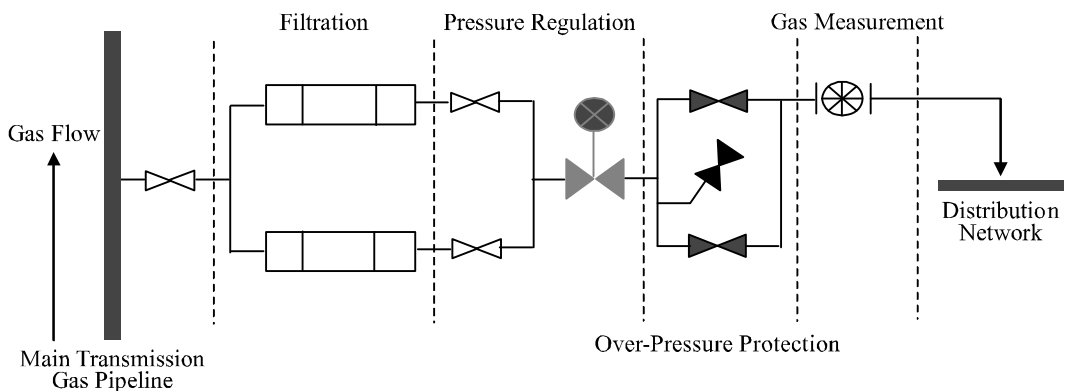 Filtration
Pressure Regulation
Gas Measurement
Gas Flow
Distribution
Network
Over-Pressure Protection
Main Transmission
Gas Pipeline